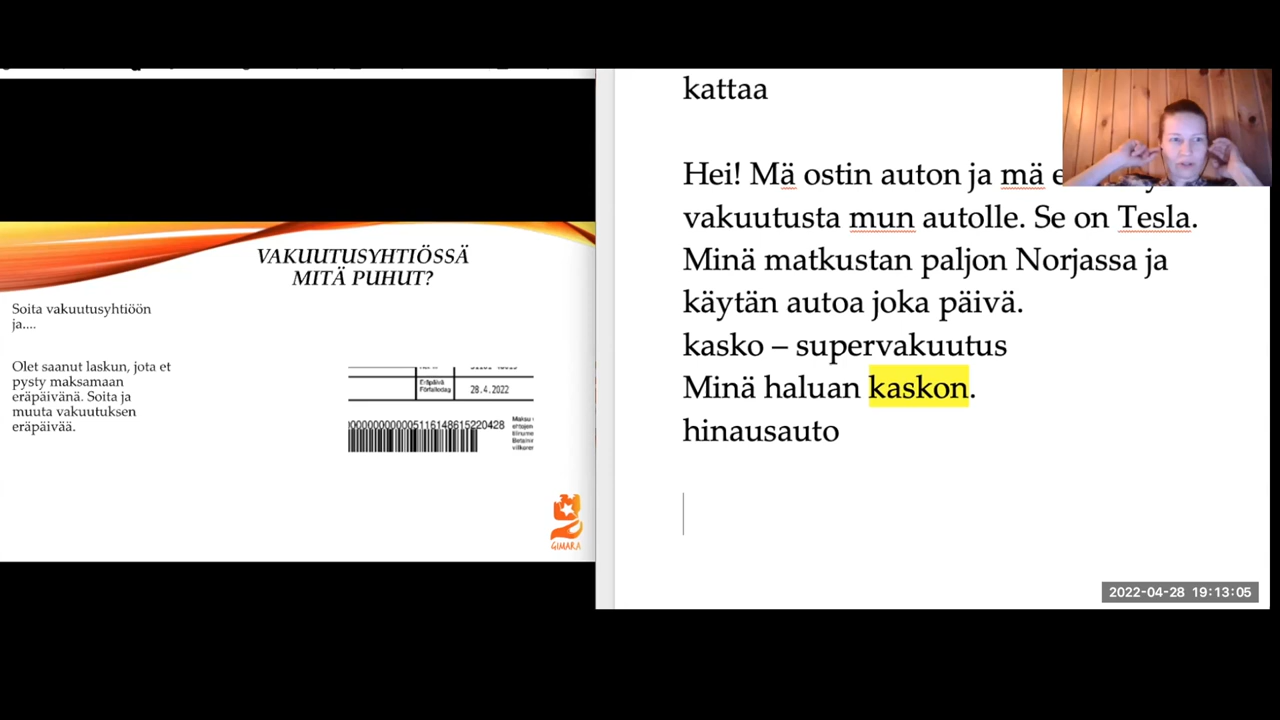 VAKUUTUSYHTIÖSSÄ
MITÄ PUHUT?
Soita vakuutusyhtiöön
ja....
Olet saanut laskun, jota et
pysty maksamaan
eräpäivänä. Soita ja
muuta vakuutuksen
eräpäivää.
Eräpäivä
Förfallodag
28.4.2022
Maksu
ehtojen
GIMARA
kattaa
Hei! Mä ostin auton ja mä
vakuutusta mun autolle. Se on Tesla.
Minä matkustan paljon Norjassa ja
käytän autoa joka päivä.
kasko – supervakuutus
Minä haluan kaskon.
hinausauto
2022-04-28 19:13:05